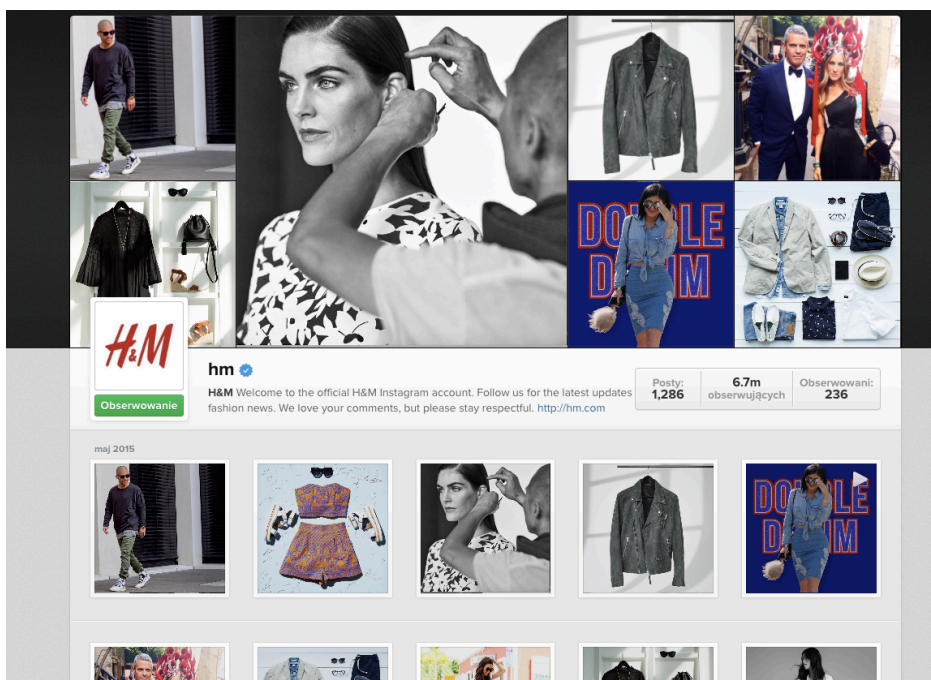 DOUBLE
DENIM
H&M
hm
H&M Welcome to the official H&M Instagram account. Follow us for the latest updates
fashion news. We love your comments, but please stay respectful. http://hm.com
Obserwowanie
Posty:
1,286
6.7m
obserwujących
Obserwowani:
236
maj 2015
DOUBLE
DENIM